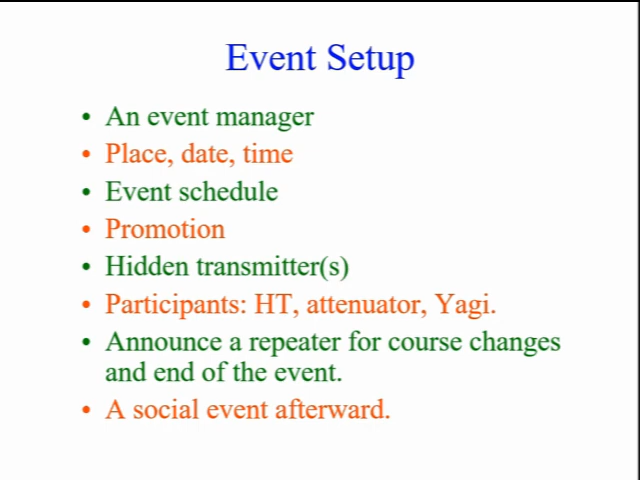 Event Setup
• An event manager
• Place, date, time
• Event schedule
• Promotion
• Hidden transmitter(s)
• Participants: HT, attenuator, Yagi.
• Announce a repeater for course changes
and end of the event.
• A social event afterward.